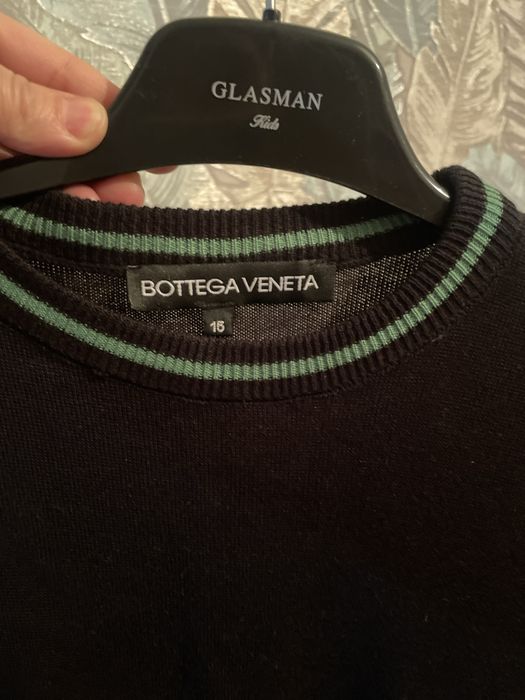 GLASMAN
Kids
BOTTEGA VENETA
16